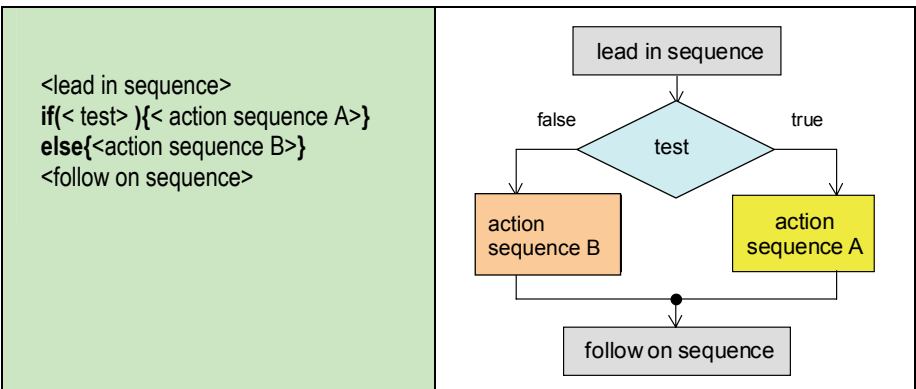 <lead in sequence>
if(< test> ){< action sequence A>}
else{<action sequence B>}
<follow on sequence>
lead in sequence
false
true
test
action
sequence B
action
sequence A
follow on sequence